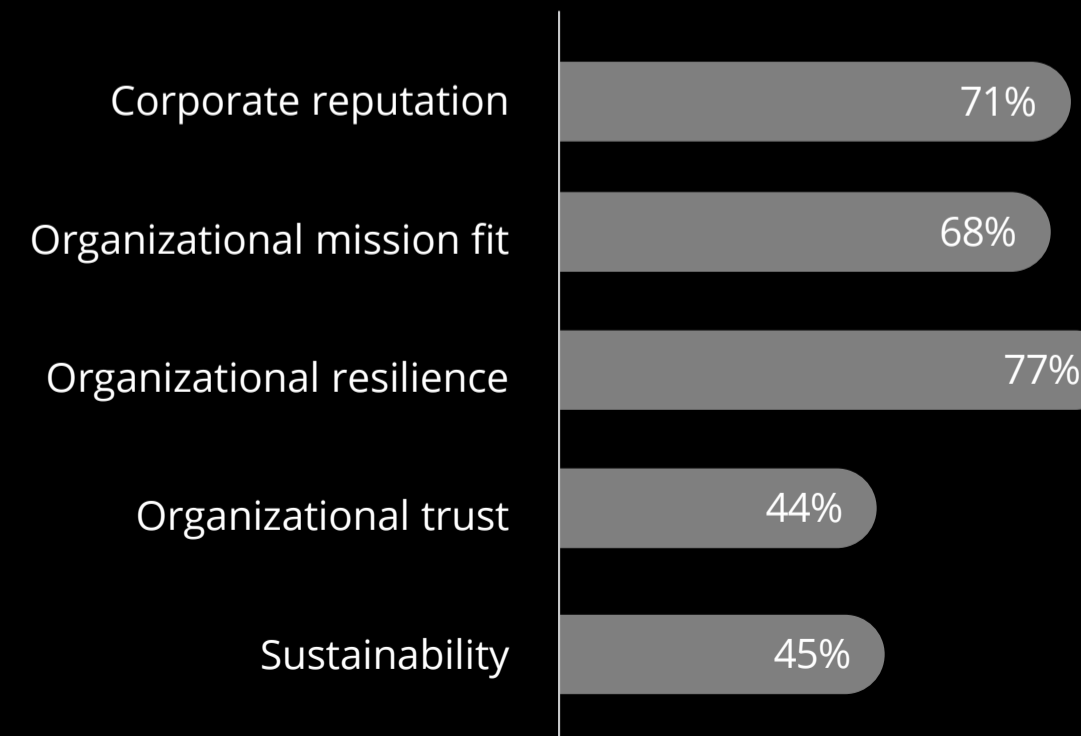 Corporate reputation 71%
Organizational mission fit 68%
Organizational resilience 77%
Organizational trust 44%
Sustainability 45%